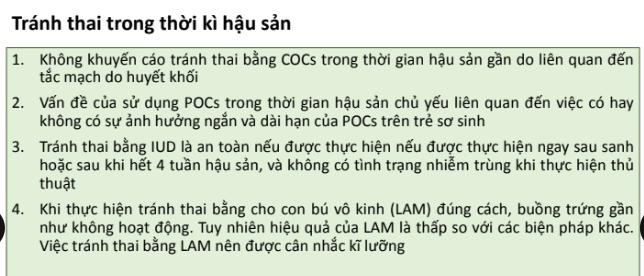 Tránh thai trong thời kì hậu sản
1. Không khuyến cáo tránh thai bằng COCs trong thời gian hậu sản gần do liên quan đến
tắc mạch do huyết khối
2. Vấn đề của sử dụng POCs trong thời gian hậu sản chủ yếu liên quan đến việc có hay
không có sự ảnh hưởng ngắn và dài hạn của POCs trên trẻ sơ sinh
3. Tránh thai bằng IUD là an toàn nếu được thực hiện nếu được thực hiện ngay sau sanh
hoặc sau khi hết 4 tuần hậu sản, và không có tình trạng nhiễm trùng khi thực hiện thủ
thuật
4. Khi thực hiện tránh thai bằng cho con bú vô kinh (LAM) đúng cách, buồng trứng gần
như không hoạt động. Tuy nhiên hiệu quả của LAM là thấp so với các biện pháp khác.
Việc tránh thai bằng LAM nên được cân nhắc kĩ lưỡng